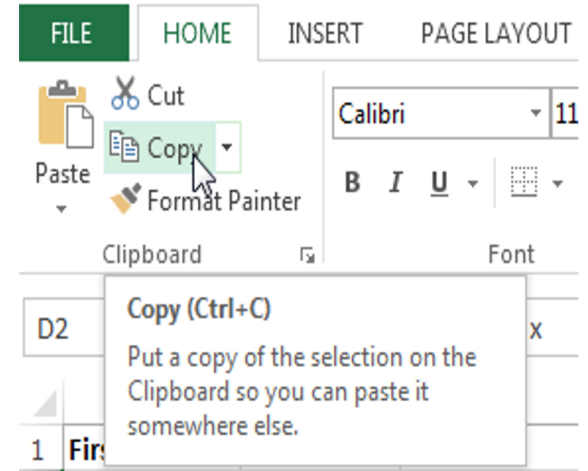 FILE HOME INSERT PAGE LAYOUT
Cut
Calibri 11
Copy
Paste
B I U
Format Painter
Clipboard Font
Copy (Ctrl+C)
D2 x
Put a copy of the selection on the
Clipboard so you can paste it
somewhere else.
1